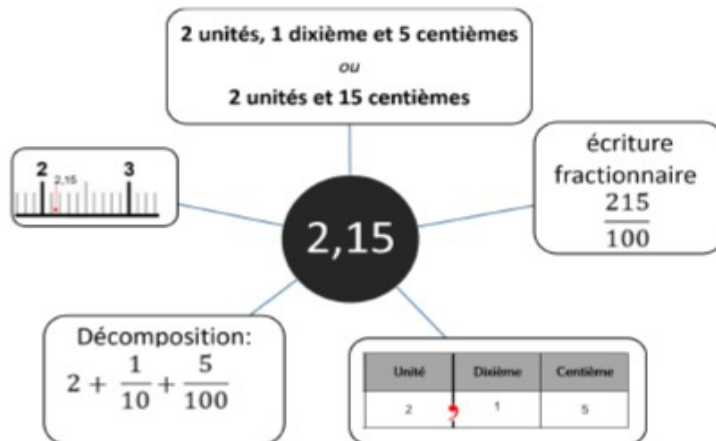 2 unités, 1 dixième et 5 centièmes
ou
2 unités et 15 centièmes
2 3
2,15
écriture
fractionnaire
215
100
2,15
Décomposition:
2 + 1/10 + 5/100
Unité Dixième Centième
2 , 1 5